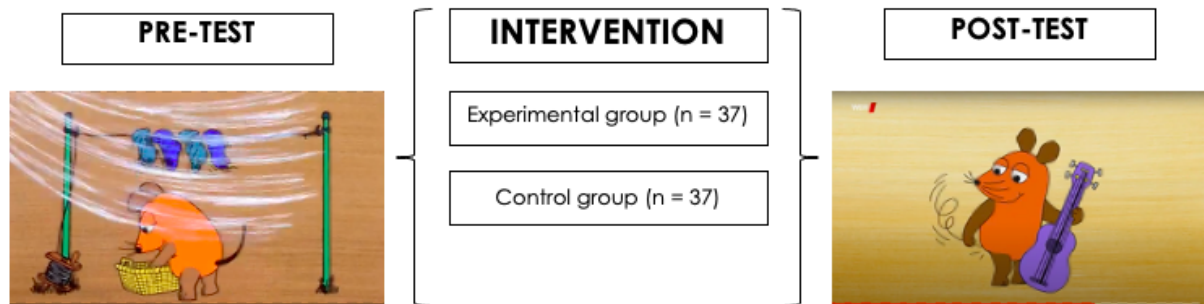 PRE-TEST
INTERVENTION
POST-TEST
Experimental group (n = 37)
Control group (n = 37)